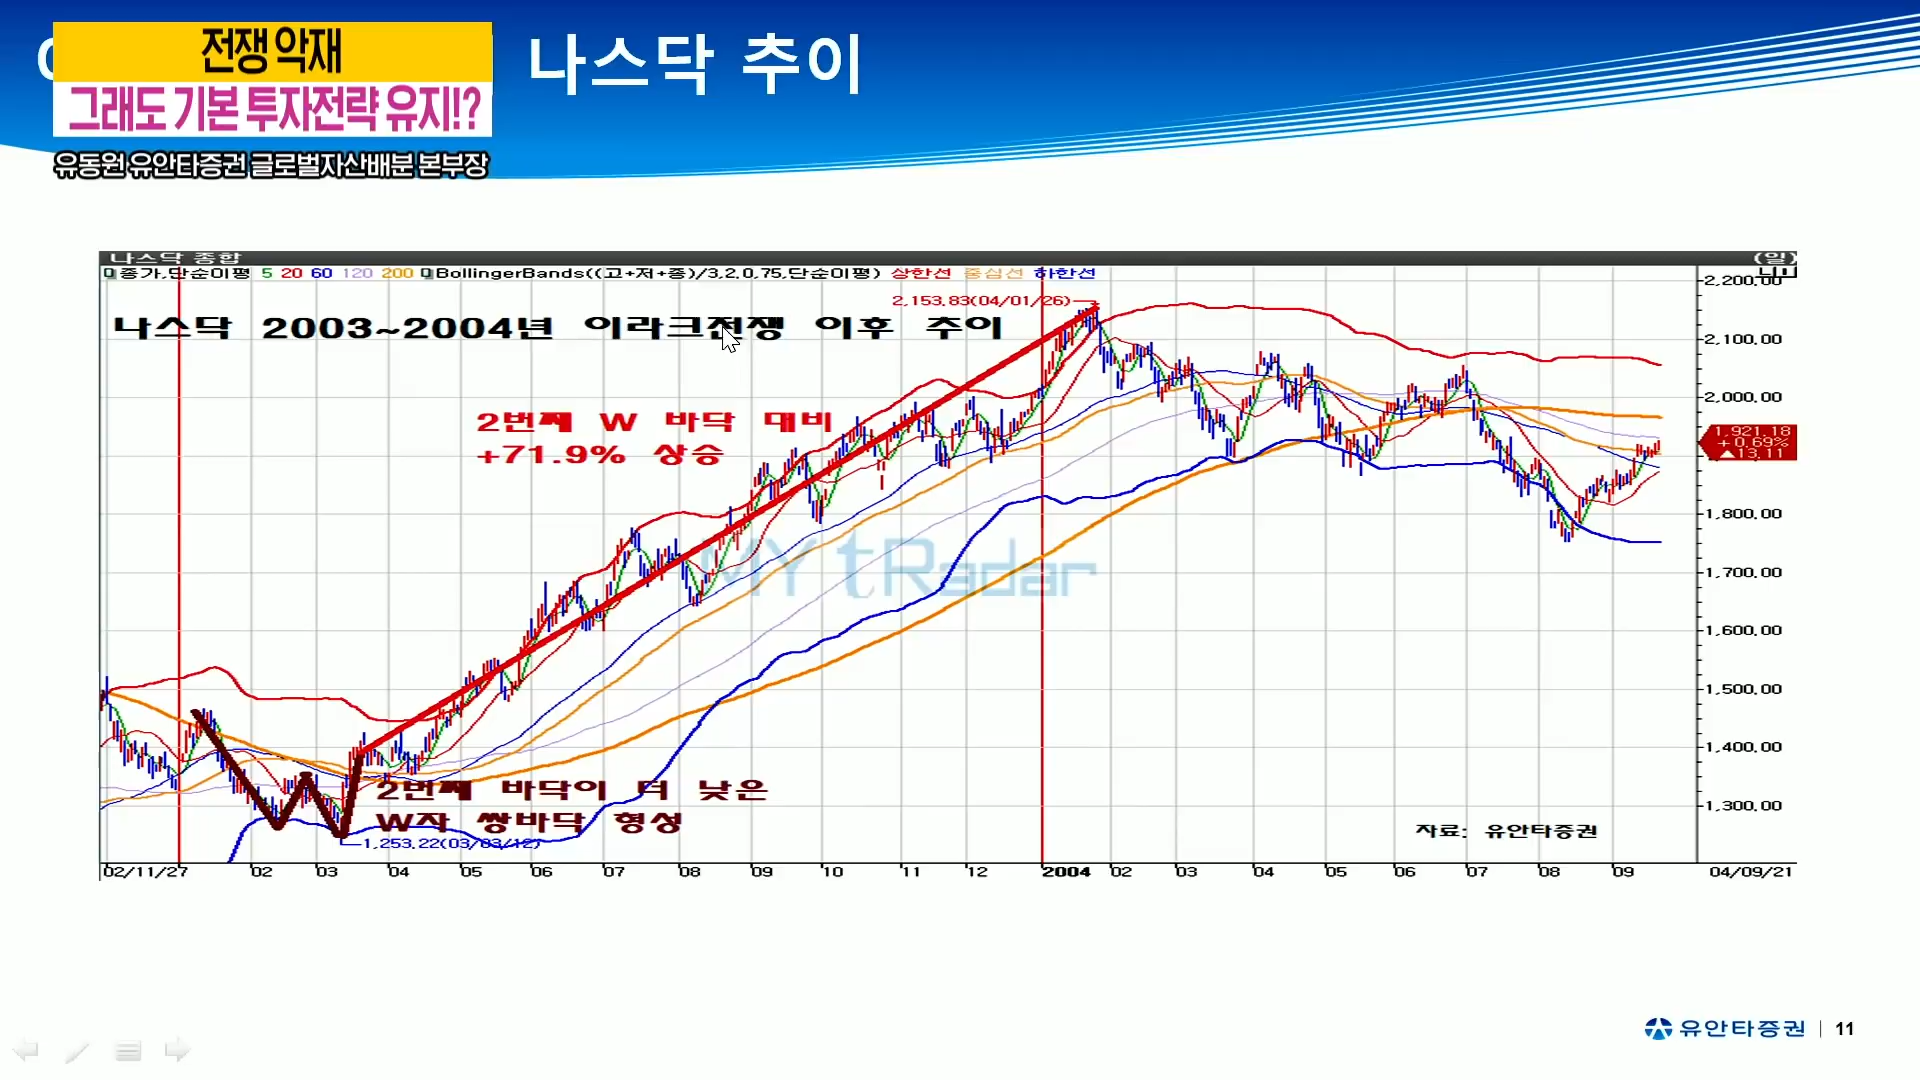 전쟁 악재
그래도 기본 투자전략 유지!?
유동원 유안타증권 글로벌자산배분 본부장
나스닥 추이
나스닥 종합 (일)
종가,단순이평 5 20 60 120 200 BollingerBands((고+저+종)/3,2,0,75,단순이평) 상한선 중심선 하한선
2,153.83(04/01/26)
나스닥 2003~2004년 이라크전쟁 이후 추이
2번째 W 바닥 대비
+71.9% 상승
MY tRadar
2번째 바닥이 더 낮은
W자 쌍바닥 형성
1,253.22(03/03/12)
자료: 유안타증권
2,200.00
2,100.00
2,000.00
1,921.18
+0.69%
▲13.11
1,800.00
1,700.00
1,600.00
1,500.00
1,400.00
1,300.00
02/11/27 02 03 04 05 06 07 08 09 10 11 12 2004 02 03 04 05 06 07 08 09 04/09/21
유안타증권 | 11